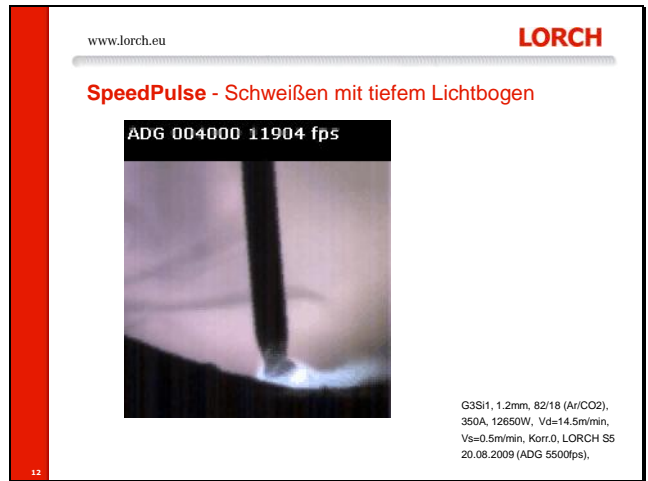 www.lorch.eu
LORCH
SpeedPulse - Schweißen mit tiefem Lichtbogen
ADG 004000 11904 fps
G3Si1, 1.2mm, 82/18 (Ar/CO2),
350A, 12650W, Vd=14.5m/min,
Vs=0.5m/min, Korr.0, LORCH S5
20.08.2009 (ADG 5500fps),
12